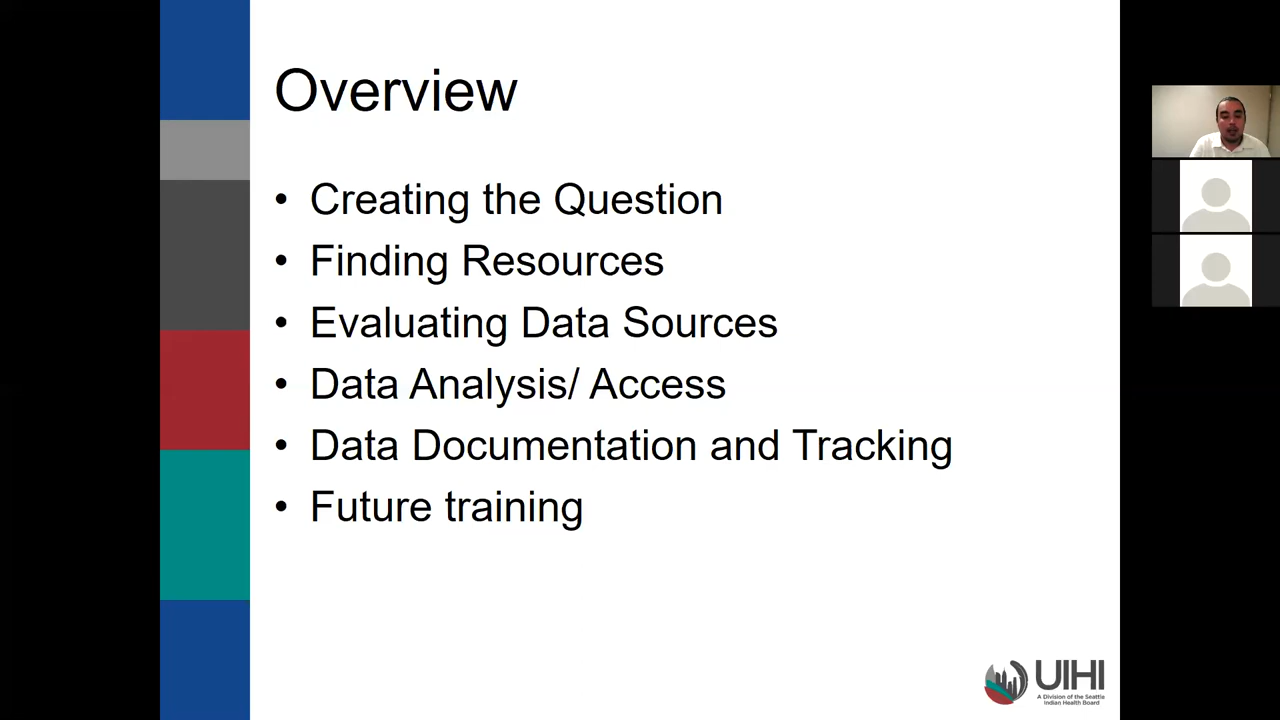 Overview
• Creating the Question
• Finding Resources
• Evaluating Data Sources
• Data Analysis/ Access
• Data Documentation and Tracking
• Future training
UIHI
A Division of the Seattle
Indian Health Board